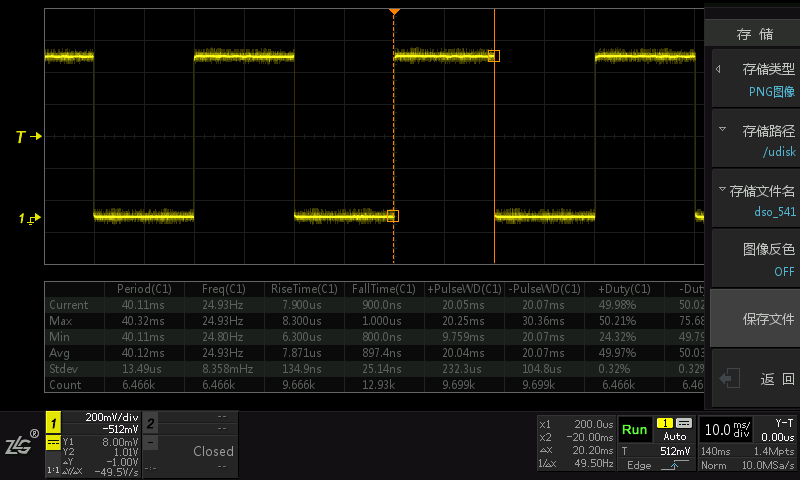 存 储
存储类型
PNG图像
存储路径
/udisk
T
存储文件名
dso_541
1
图像反色
OFF
Period(C1) Freq(C1) RiseTime(C1) FallTime(C1) +PulseWD(C1) -PulseWD(C1) +Duty(C1) -Dut
Current 40.11ms 24.93Hz 7.900us 900.0ns 20.05ms 20.07ms 49.98% 50.02
Max 40.32ms 24.93Hz 8.300us 1.000us 20.25ms 30.36ms 50.21% 75.68
保存文件
Min 40.11ms 24.80Hz 6.300us 800.0ns 9.759ms 20.07ms 24.32% 49.79
Avg 40.12ms 24.93Hz 7.871us 897.4ns 20.04ms 20.07ms 49.97% 50.03
Stdev 13.49us 8.358mHz 134.9ns 25.14ns 232.3us 104.8us 0.32% 0.32%
Count 6.466k 6.466k 9.666k 12.93k 9.699k 9.699k 6.466k 6.466
返 回
ZLG®
1 200mV/div
-512mV
Y1 8.00mV
Y2 1.01V
△Y -1.00V
1:1 △Y/△X -49.5V/s
2 --
--
Closed
-:-
x1 200.0us
x2 -20.00ms
△X 20.20ms
1/△X 49.50Hz
Run 1
Auto
T 512mV
Edge
10.0 ms/div Y-T
0.00us
140ms 1.4Mpts
Norm 10.0MSa/s